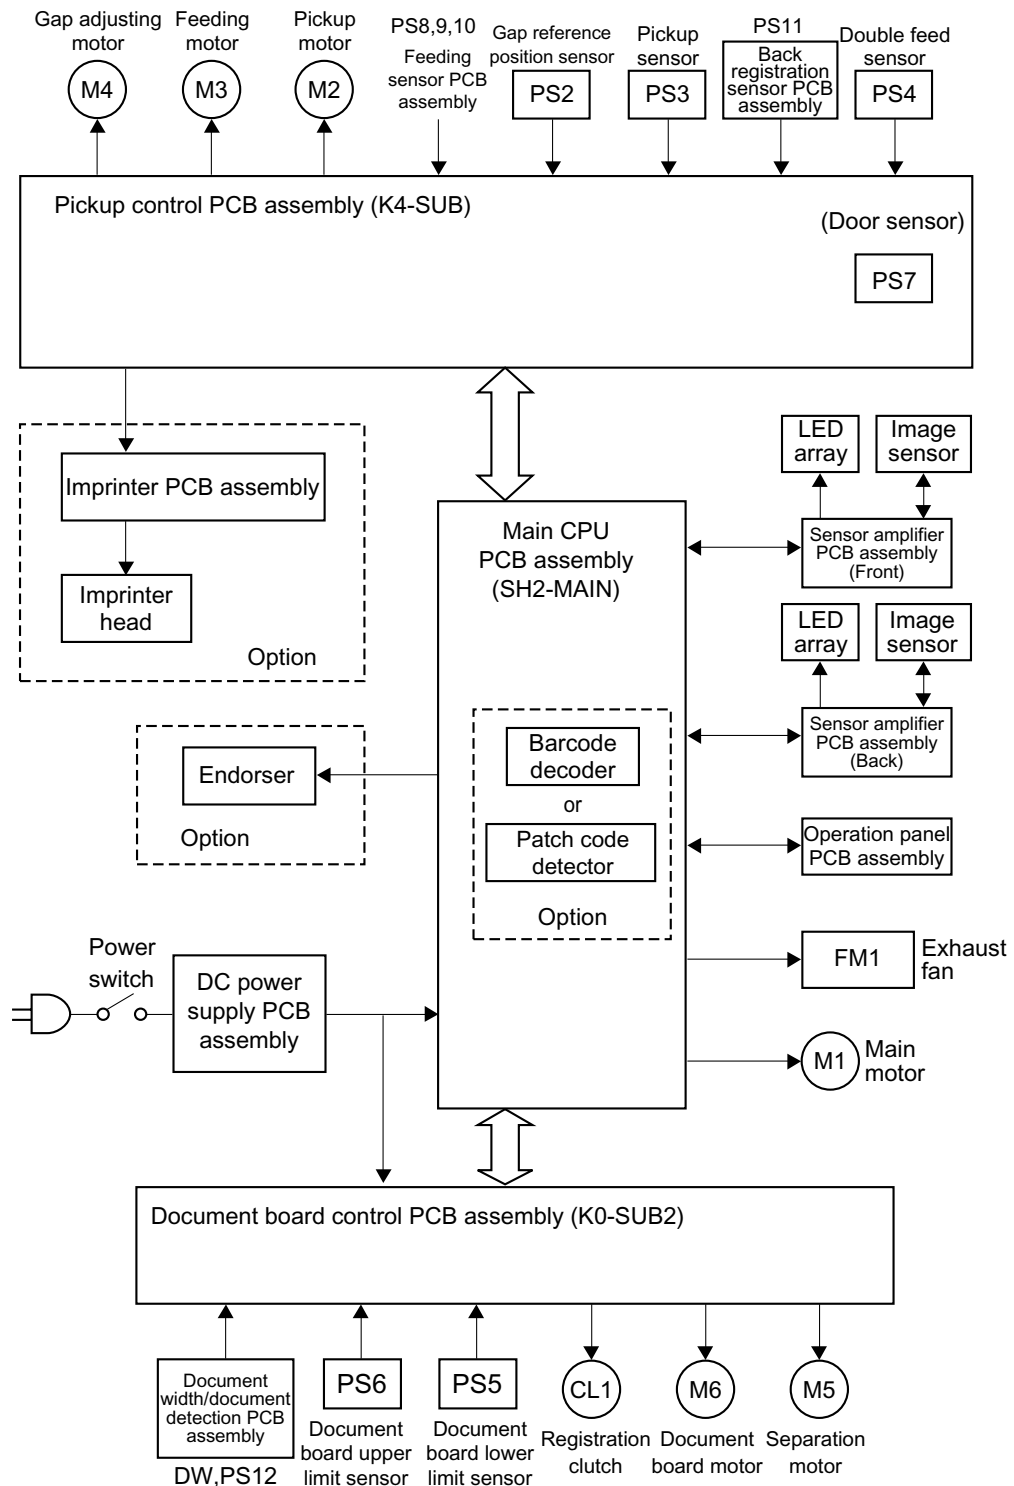 Gap adjusting
motor
M4
Feeding
motor
M3
Pickup
motor
M2
PS8,9,10
Feeding
sensor PCB
assembly
Gap reference
position sensor
PS2
Pickup
sensor
PS3
PS11
Back
registration
sensor PCB
assembly
Double feed
sensor
PS4
Pickup control PCB assembly (K4-SUB)
(Door sensor)
PS7
Imprinter PCB assembly
Imprinter
head
Option
Main CPU
PCB assembly
(SH2-MAIN)
LED
array
Image
sensor
Sensor amplifier
PCB assembly
(Front)
LED
array
Image
sensor
Sensor amplifier
PCB assembly
(Back)
Endorser
Option
Barcode
decoder
or
Patch code
detector
Option
Operation panel
PCB assembly
FM1
Exhaust
fan
Power
switch
DC power
supply PCB
assembly
M1
Main
motor
Document board control PCB assembly (K0-SUB2)
Document
width/document
detection PCB
assembly
DW,PS12
PS6
Document
board upper
limit sensor
PS5
Document
board lower
limit sensor
CL1
Registration
clutch
M6
Document
board motor
M5
Separation
motor